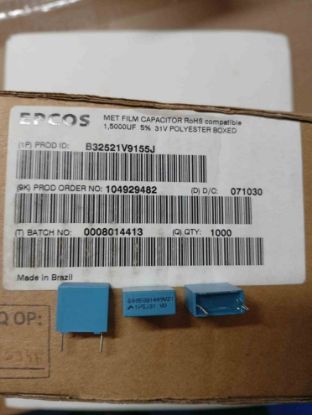 EPCOS
MET FILM CAPACITOR RoHS compatible
1,5000UF 5% 31V POLYESTER BOXED
(1P) PROD ID: B32521V9155J
(9K) PROD ORDER NO: 104929482 (D) D/C: 071030
(T) BATCH NO: 0008014413 (Q) QTY: 1000
Made in Brazil
Q OP: